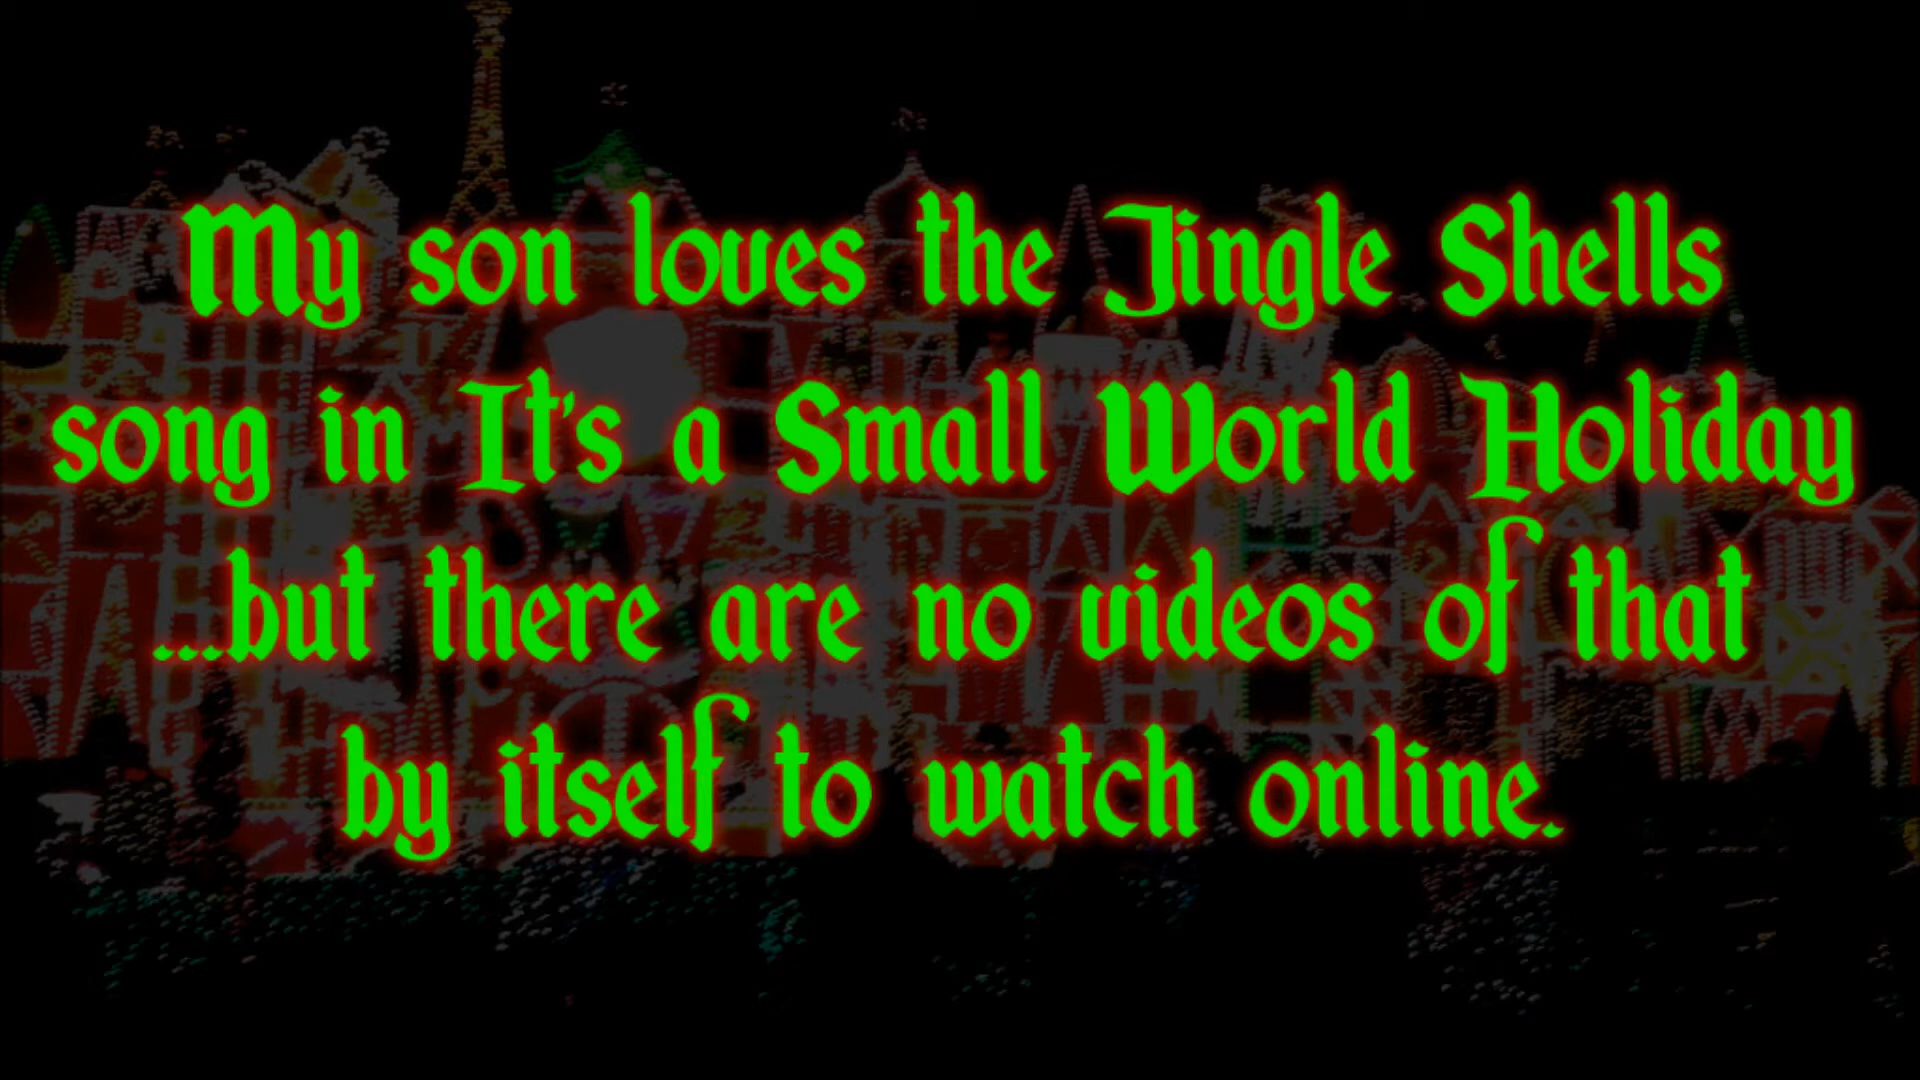 My son loves the Jingle Shells
song in It's a Small World Holiday
...but there are no videos of that
by itself to watch online.